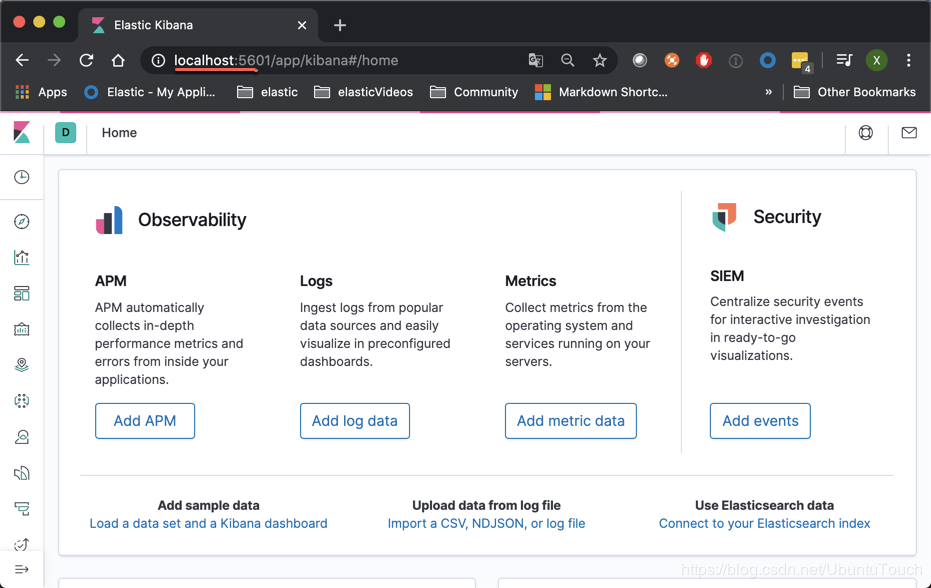 Elastic Kibana
localhost:5601/app/kibana#/home
4
X
Apps
Elastic - My Appli...
elastic
elasticVideos
Community
Markdown Shortc...
»
Other Bookmarks
D
Home
Observability
Security
APM
APM automatically
collects in-depth
performance metrics and
errors from inside your
applications.
Add APM
Logs
Ingest logs from popular
data sources and easily
visualize in preconfigured
dashboards.
Add log data
Metrics
Collect metrics from the
operating system and
services running on your
servers.
Add metric data
SIEM
Centralize security events
for interactive investigation
in ready-to-go
visualizations.
Add events
Add sample data
Load a data set and a Kibana dashboard
Upload data from log file
Import a CSV, NDJSON, or log file
Use Elasticsearch data
Connect to your Elasticsearch index
https://blog.csdn.net/UbuntuTouch